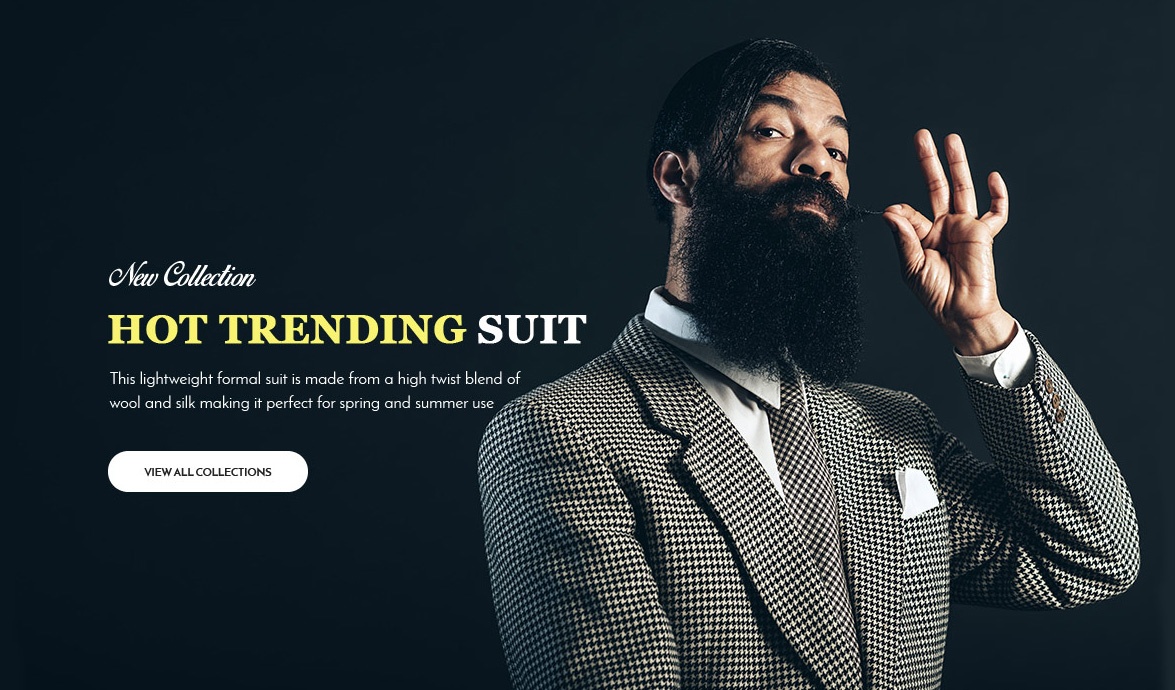 New Collection
HOT TRENDING SUIT
This lightweight formal suit is made from a high twist blend of
wool and silk making it perfect for spring and summer use
VIEW ALL COLLECTIONS